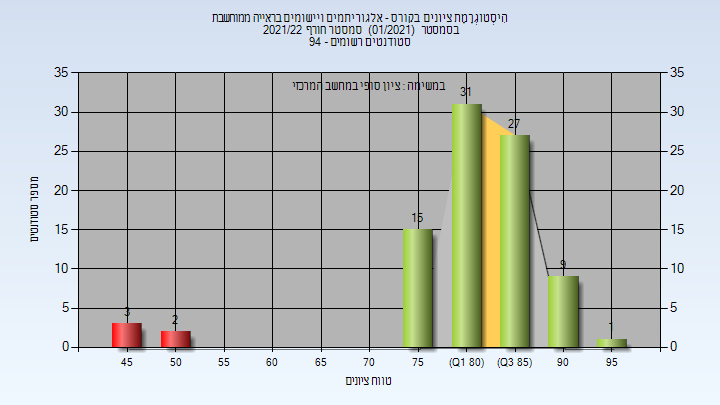 היסטוגרמת ציונים בקורס - אלגוריתמים ויישומים בראייה ממוחשבת
בסמסטר (01/2021) סמסטר חורף 2021/22
סטודנטים רשומים - 94
במשימה : ציון סופי במחשב המרכזי
35 35
30 30
25 25
20 20
15 15
10 10
5 5
0 0
3 2 15 31 27 9 1
45 50 55 60 65 70 75 (Q1 80) (Q3 85) 90 95
מספר סטודנטים
טווח ציונים